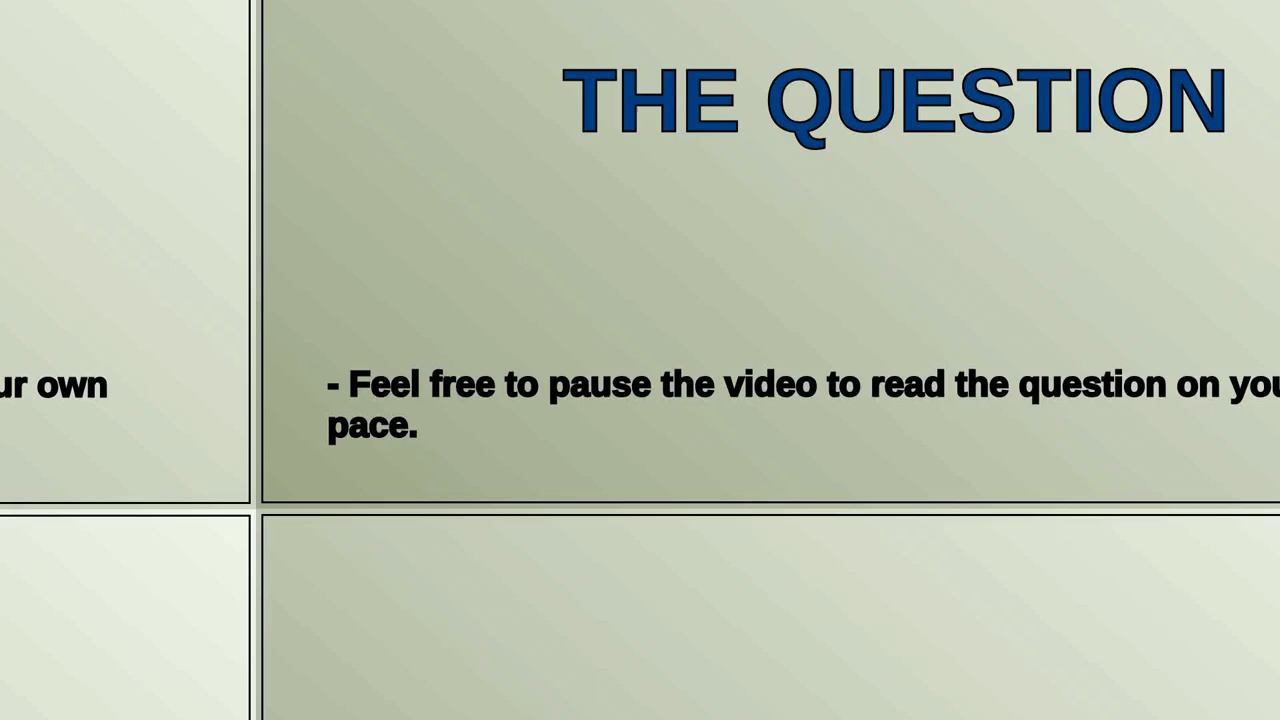 THE QUESTION
ur own
- Feel free to pause the video to read the question on you
pace.